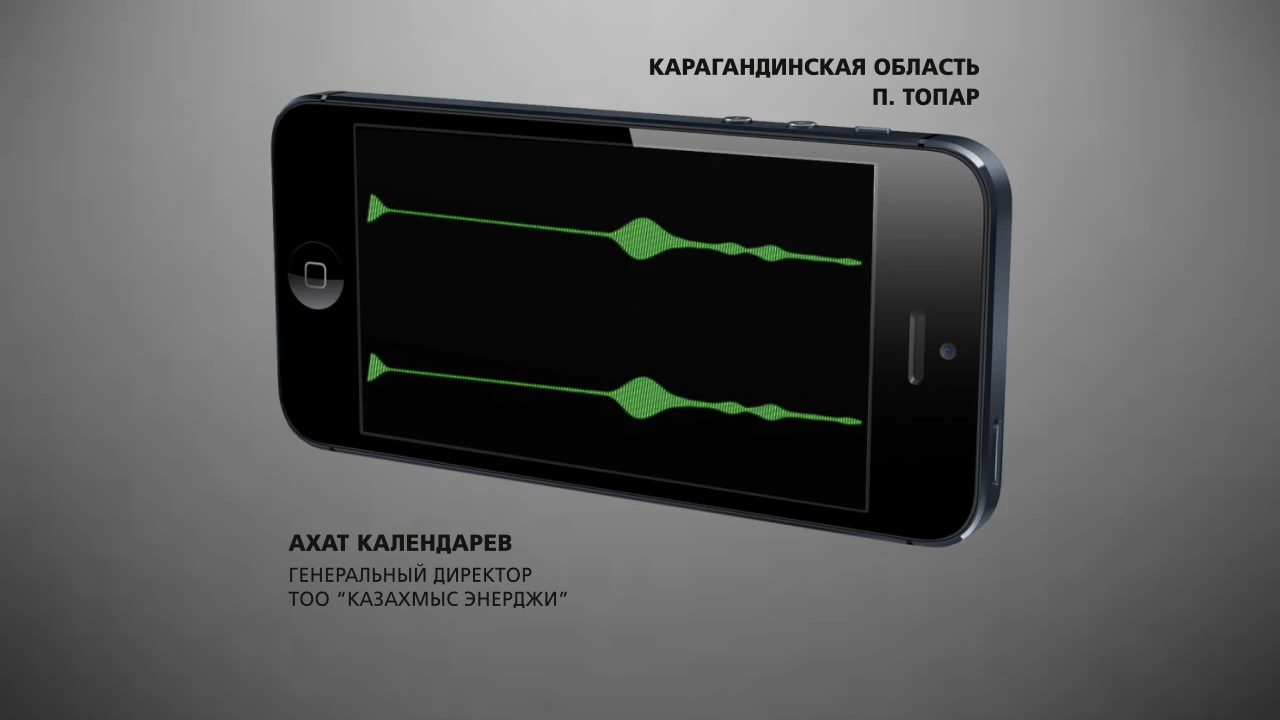 КАРАГАНДИНСКАЯ ОБЛАСТЬ
П. ТОПАР
АХАТ КАЛЕНДАРЕВ
ГЕНЕРАЛЬНЫЙ ДИРЕКТОР
ТОО “КАЗАХМЫС ЭНЕРДЖИ”